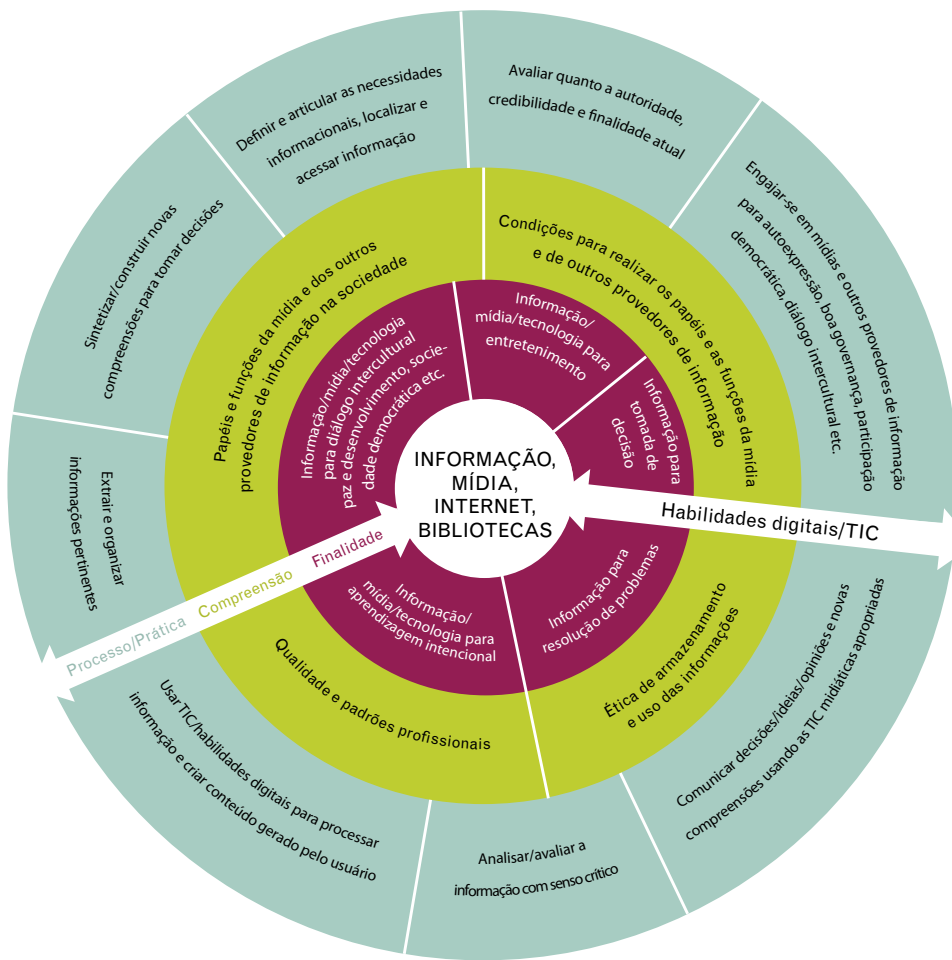 Definir e articular as necessidades
informacionais, localizar e
acessar informação
Avaliar quanto a autoridade,
credibilidade e finalidade atual
Engajar-se em mídias e outros provedores de informação
para autoexpressão, boa governança, participação
democrática, diálogo intercultural etc.
Comunicar decisões/ideias/opiniões e novas
compreensões usando as TIC midiáticas apropriadas
Analisar/avaliar a
informação com senso crítico
Usar TIC/habilidades digitais para processar
informação e criar conteúdo gerado pelo usuário
Extrair e organizar
informações pertinentes
Sintetizar/construir novas
compreensões para tomar decisões
Papéis e funções da mídia e dos outros
provedores de informação na sociedade
Condições para realizar os papéis e as funções da mídia
e de outros provedores de informação
Ética de armazenamento
e uso das informações
Qualidade e padrões profissionais
Informação/mídia/tecnologia
para diálogo intercultural
paz e desenvolvimento, socie-
dade democrática etc.
Informação/
mídia/tecnologia para
entretenimento
Informação para
tomada de
decisão
Informação para
resolução de problemas
Informação/
mídia/tecnologia para
aprendizagem intencional
INFORMAÇÃO,
MÍDIA,
INTERNET,
BIBLIOTECAS
Habilidades digitais/TIC
Processo/Prática Compreensão Finalidade